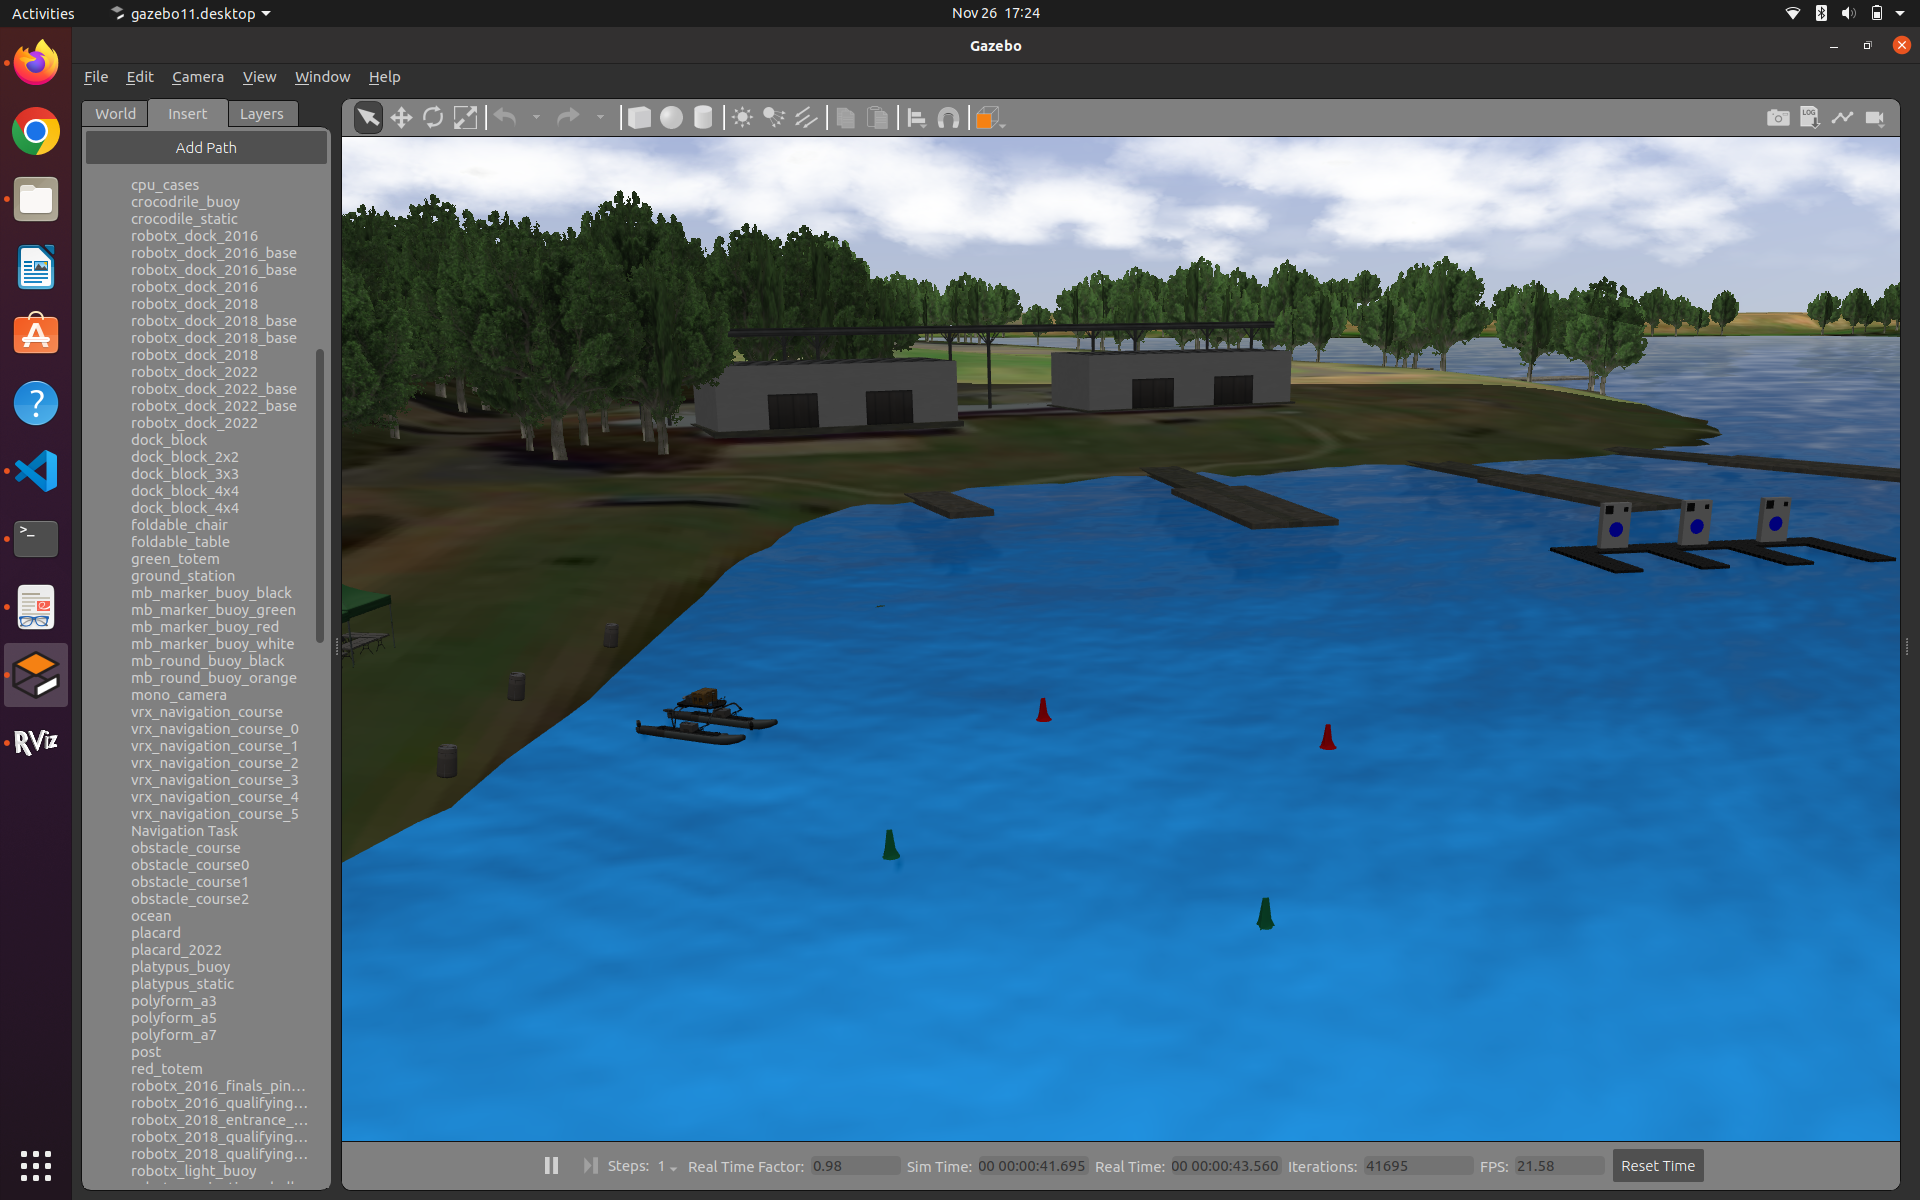 Activities
gazebo11.desktop
Nov 26 17:24
Gazebo
File Edit Camera View Window Help
World Insert Layers
Add Path
cpu_cases
crocodrile_buoy
crocodile_static
robotx_dock_2016
robotx_dock_2016_base
robotx_dock_2016_base
robotx_dock_2016
robotx_dock_2018
robotx_dock_2018_base
robotx_dock_2018_base
robotx_dock_2018
robotx_dock_2022
robotx_dock_2022_base
robotx_dock_2022_base
robotx_dock_2022
dock_block
dock_block_2x2
dock_block_3x3
dock_block_4x4
dock_block_4x4
foldable_chair
foldable_table
green_totem
ground_station
mb_marker_buoy_black
mb_marker_buoy_green
mb_marker_buoy_red
mb_marker_buoy_white
mb_round_buoy_black
mb_round_buoy_orange
mono_camera
vrx_navigation_course
vrx_navigation_course_0
vrx_navigation_course_1
vrx_navigation_course_2
vrx_navigation_course_3
vrx_navigation_course_4
vrx_navigation_course_5
Navigation Task
obstacle_course
obstacle_course0
obstacle_course1
obstacle_course2
ocean
placard
placard_2022
platypus_buoy
platypus_static
polyform_a3
polyform_a5
polyform_a7
post
red_totem
robotx_2016_finals_pin...
robotx_2016_qualifying...
robotx_2018_entrance_...
robotx_2018_qualifying...
robotx_2018_qualifying...
robotx_light_buoy
RViz
LOG
Steps: 1 Real Time Factor: 0.98 Sim Time: 00 00:00:41.695 Real Time: 00 00:00:43.560 Iterations: 41695 FPS: 21.58 Reset Time